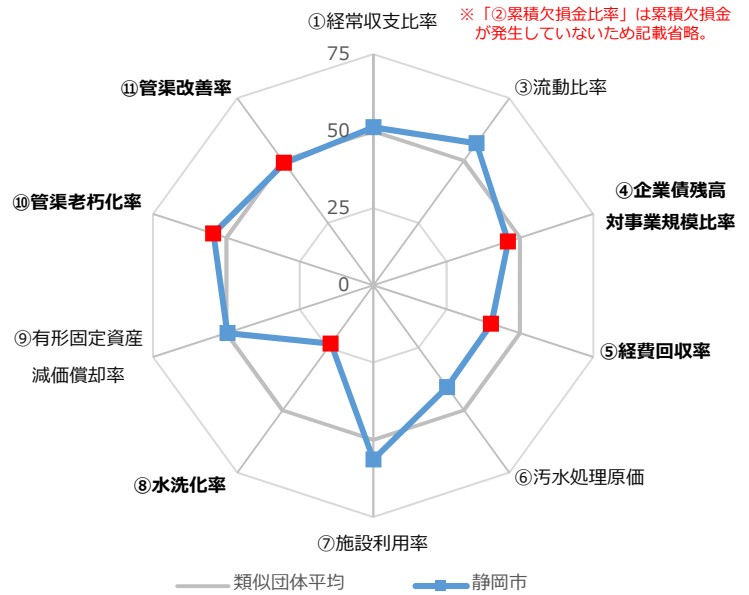 ①経常収支比率
※「②累積欠損金比率」は累積欠損金
が発生していないため記載省略。
75
⑪管渠改善率
③流動比率
50
④企業債残高
対事業規模比率
⑩管渠老朽化率
25
0
⑨有形固定資産
減価償却率
⑤経費回収率
⑧水洗化率
⑥汚水処理原価
⑦施設利用率
類似団体平均
静岡市